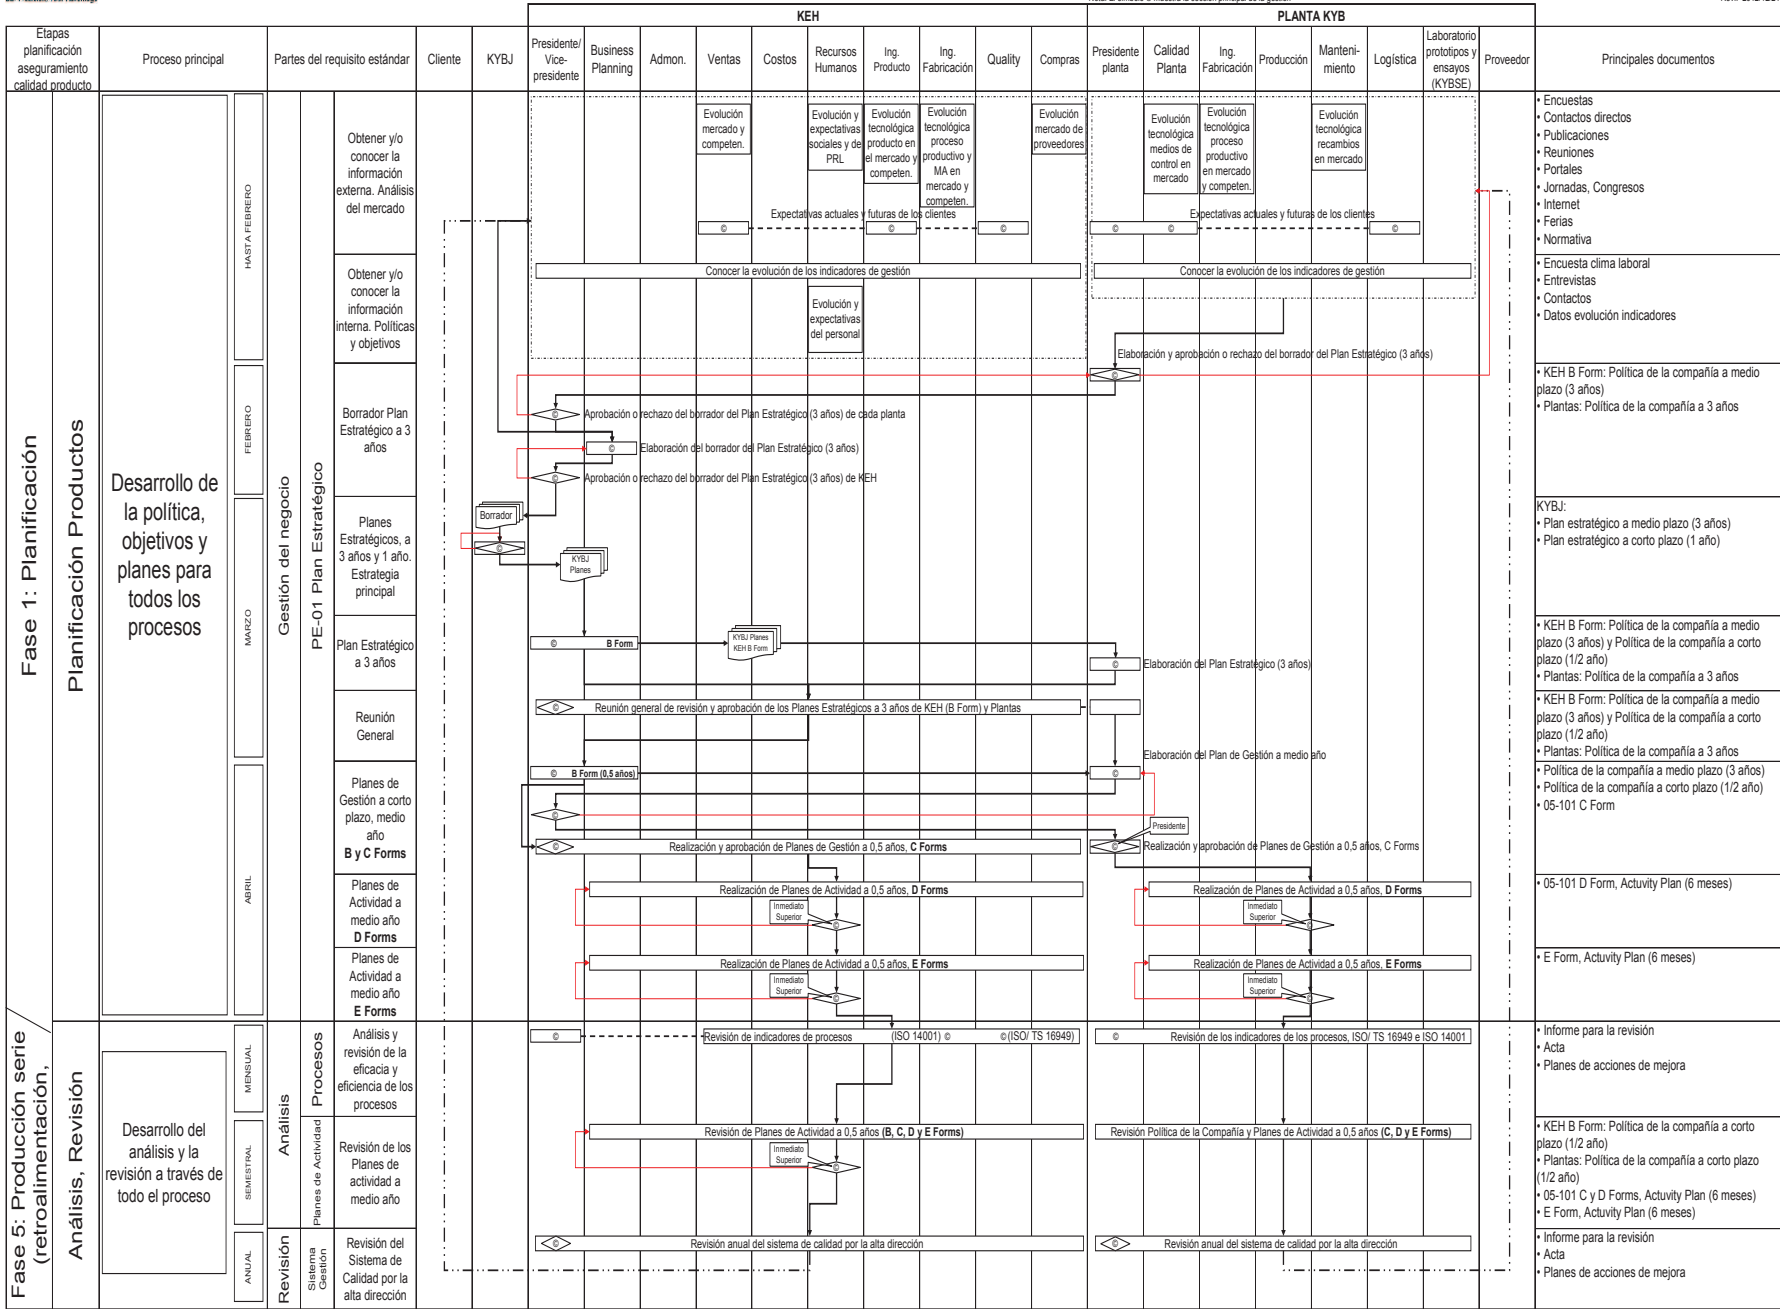 KEH
PLANTA KYB
Etapas
planificación
aseguramiento
calidad producto
Proceso principal
Partes del requisito estándar
Cliente
KYBJ
Presidente/
Vice-
presidente
Business
Planning
Admon.
Ventas
Costos
Recursos
Humanos
Ing.
Producto
Ing.
Fabricación
Quality
Compras
Presidente
planta
Calidad
Planta
Ing.
Fabricación
Producción
Manteni-
miento
Logística
Laboratorio
prototipos y
ensayos
(KYBSE)
Proveedor
Principales documentos
Fase 1: Planificación
Planificación Productos
Desarrollo de
la política,
objetivos y
planes para
todos los
procesos
HASTA FEBRERO
FEBRERO
MARZO
ABRIL
Gestión del negocio
PE-01 Plan Estratégico
Obtener y/o
conocer la
información
externa. Análisis
del mercado
Evolución
mercado y
competen.
Evolución y
expectativas
sociales y de
PRL
Evolución
tecnológica
producto en
el mercado y
competen.
Evolución
tecnológica
proceso
productivo y
MA en
mercado y
competen.
Evolución
mercado de
proveedores
Evolución
tecnológica
medios de
control en
mercado
Evolución
tecnológica
proceso
productivo
en mercado
y competen.
Evolución
tecnológica
recambios
en mercado
Expectativas actuales y futuras de los clientes
© © ©
Expectativas actuales y futuras de los clientes
© © ©
• Encuestas
• Contactos directos
• Publicaciones
• Reuniones
• Portales
• Jornadas, Congresos
• Internet
• Ferias
• Normativa
Obtener y/o
conocer la
información
interna. Políticas
y objetivos
Conocer la evolución de los indicadores de gestión
Conocer la evolución de los indicadores de gestión
Evolución y
expectativas
del personal
• Encuesta clima laboral
• Entrevistas
• Contactos
• Datos evolución indicadores
Elaboración y aprobación o rechazo del borrador del Plan Estratégico (3 años)
©
Borrador Plan
Estratégico a 3
años
© Aprobación o rechazo del borrador del Plan Estratégico (3 años) de cada planta
© Elaboración del borrador del Plan Estratégico (3 años)
© Aprobación o rechazo del borrador del Plan Estratégico (3 años) de KEH
• KEH B Form: Política de la compañía a medio
plazo (3 años)
• Plantas: Política de la compañía a 3 años
Planes
Estratégicos, a
3 años y 1 año.
Estrategia
principal
Borrador
©
KYBJ
Planes
KYBJ:
• Plan estratégico a medio plazo (3 años)
• Plan estratégico a corto plazo (1 año)
Plan Estratégico
a 3 años
© B Form
KYBJ Planes
KEH B Form
© Elaboración del Plan Estratégico (3 años)
• KEH B Form: Política de la compañía a medio
plazo (3 años) y Política de la compañía a corto
plazo (1/2 año)
• Plantas: Política de la compañía a 3 años
Reunión
General
© Reunión general de revisión y aprobación de los Planes Estratégicos a 3 años de KEH (B Form) y Plantas
• KEH B Form: Política de la compañía a medio
plazo (3 años) y Política de la compañía a corto
plazo (1/2 año)
• Plantas: Política de la compañía a 3 años
Elaboración del Plan de Gestión a medio año
Planes de
Gestión a corto
plazo, medio
año
B y C Forms
© B Form (0,5 años)
©
©
Presidente
© Realización y aprobación de Planes de Gestión a 0,5 años, C Forms
© Realización y aprobación de Planes de Gestión a 0,5 años, C Forms
• Política de la compañía a medio plazo (3 años)
• Política de la compañía a corto plazo (1/2 año)
• 05-101 C Form
Planes de
Actividad a
medio año
D Forms
Realización de Planes de Actividad a 0,5 años, D Forms
Inmediato
Superior
©
Realización de Planes de Actividad a 0,5 años, D Forms
Inmediato
Superior
©
• 05-101 D Form, Actuvity Plan (6 meses)
Planes de
Actividad a
medio año
E Forms
Realización de Planes de Actividad a 0,5 años, E Forms
Inmediato
Superior
©
Realización de Planes de Actividad a 0,5 años, E Forms
Inmediato
Superior
©
• E Form, Actuvity Plan (6 meses)
Fase 5: Producción serie
(retroalimentación,
Análisis, Revisión
Desarrollo del
análisis y la
revisión a través de
todo el proceso
MENSUAL
SEMESTRAL
ANUAL
Análisis
Revisión
Procesos
Planes de Actividad
Sistema
Gestión
Análisis y
revisión de la
eficacia y
eficiencia de los
procesos
©
Revisión de indicadores de procesos (ISO 14001) © © (ISO/ TS 16949)
© Revisión de los indicadores de los procesos, ISO/ TS 16949 e ISO 14001
• Informe para la revisión
• Acta
• Planes de acciones de mejora
Revisión de los
Planes de
actividad a
medio año
Revisión de Planes de Actividad a 0,5 años (B, C, D y E Forms)
Inmediato
Superior
©
Revisión Política de la Compañía y Planes de Actividad a 0,5 años (C, D y E Forms)
• KEH B Form: Política de la compañía a corto
plazo (1/2 año)
• Plantas: Política de la compañía a corto plazo
(1/2 año)
• 05-101 C y D Forms, Actuvity Plan (6 meses)
• E Form, Actuvity Plan (6 meses)
Revisión del
Sistema de
Calidad por la
alta dirección
© Revisión anual del sistema de calidad por la alta dirección
© Revisión anual del sistema de calidad por la alta dirección
• Informe para la revisión
• Acta
• Planes de acciones de mejora